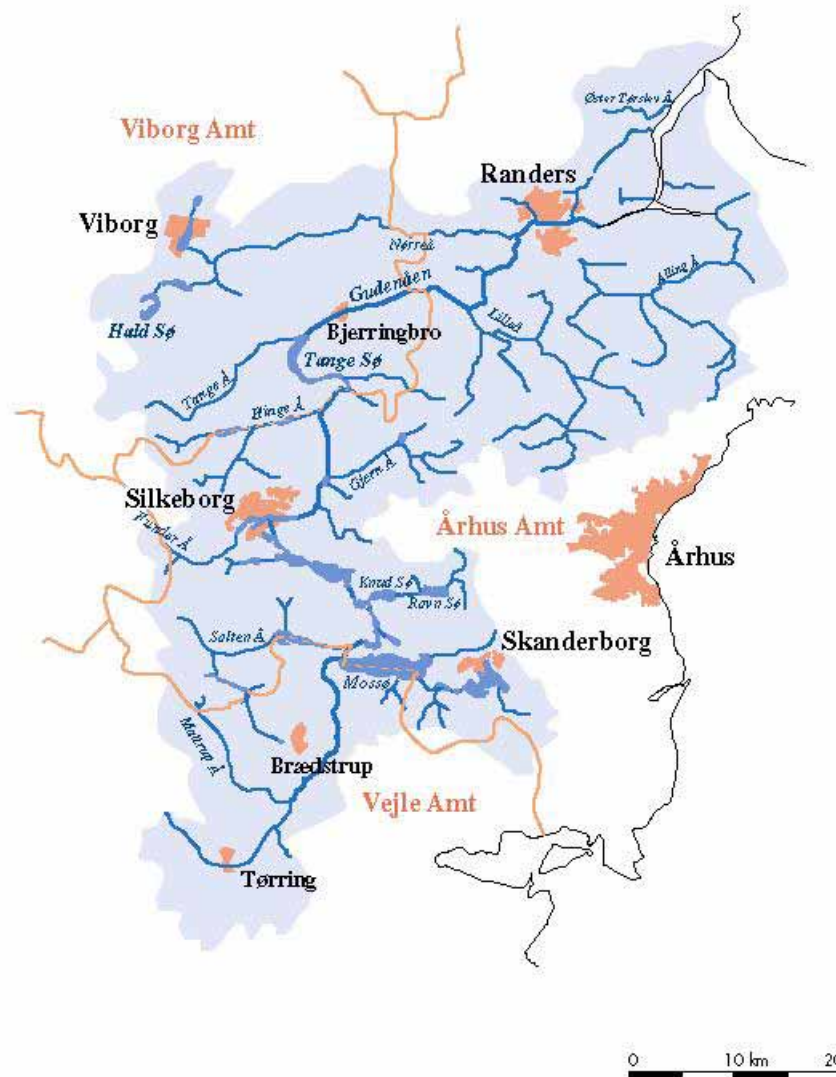 Øster Tørslev Å
Viborg Amt
Randers
Viborg
Nørreå
Alling Å
Gudenåen
Lilleå
Hald Sø
Bjerringbro
Tange Sø
Tange Å
Hinge Å
Gjern Å
Silkeborg
Århus Amt
Funder Å
Århus
Knud Sø
Ravn Sø
Salten Å
Skanderborg
Mossø
Mattrup Å
Brædstrup
Vejle Amt
Tørring
0 10 km 20